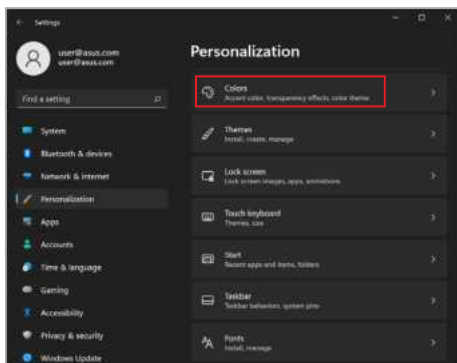 Settings
user@asus.com
user@asus.com
Find a setting
System
Bluetooth & devices
Network & internet
Personalization
Apps
Accounts
Time & language
Gaming
Accessibility
Privacy & security
Windows Update
Personalization
Colors
Accent color, transparency effects, color theme
Themes
Install, create, manage
Lock screen
Lock screen images, apps, animations
Touch keyboard
Themes, size
Start
Recent apps and items, folders
Taskbar
Taskbar behaviors, system pins
Fonts
Install, manage